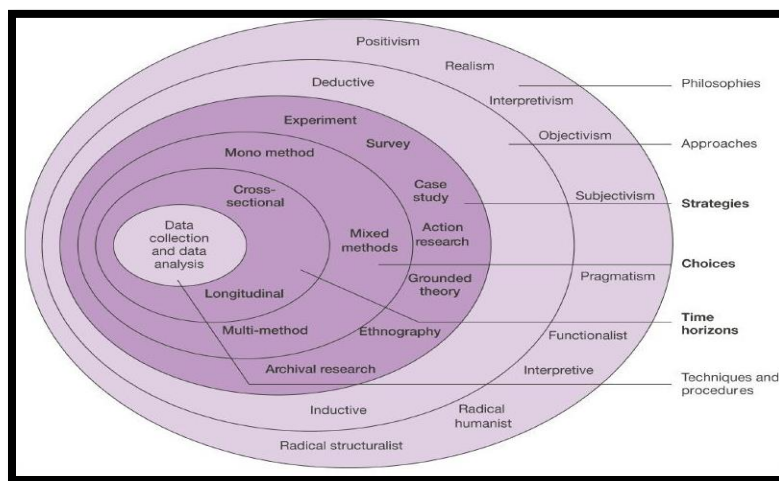 Positivism
Realism
Philosophies
Deductive
Interpretivism
Experiment
Objectivism
Survey
Approaches
Mono method
Cross-
sectional
Case
study
Subjectivism
Strategies
Data
collection
and data
analysis
Mixed
methods
Action
research
Choices
Grounded
theory
Pragmatism
Longitudinal
Multi-method
Ethnography
Time
horizons
Functionalist
Archival research
Interpretive
Techniques and
procedures
Inductive
Radical
humanist
Radical structuralist